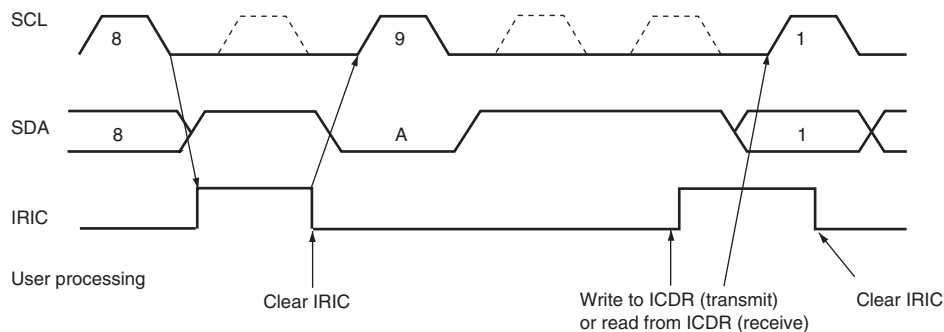 SCL
8
9
1
SDA
8
A
1
IRIC
User processing
Clear IRIC
Write to ICDR (transmit)
or read from ICDR (receive)
Clear IRIC